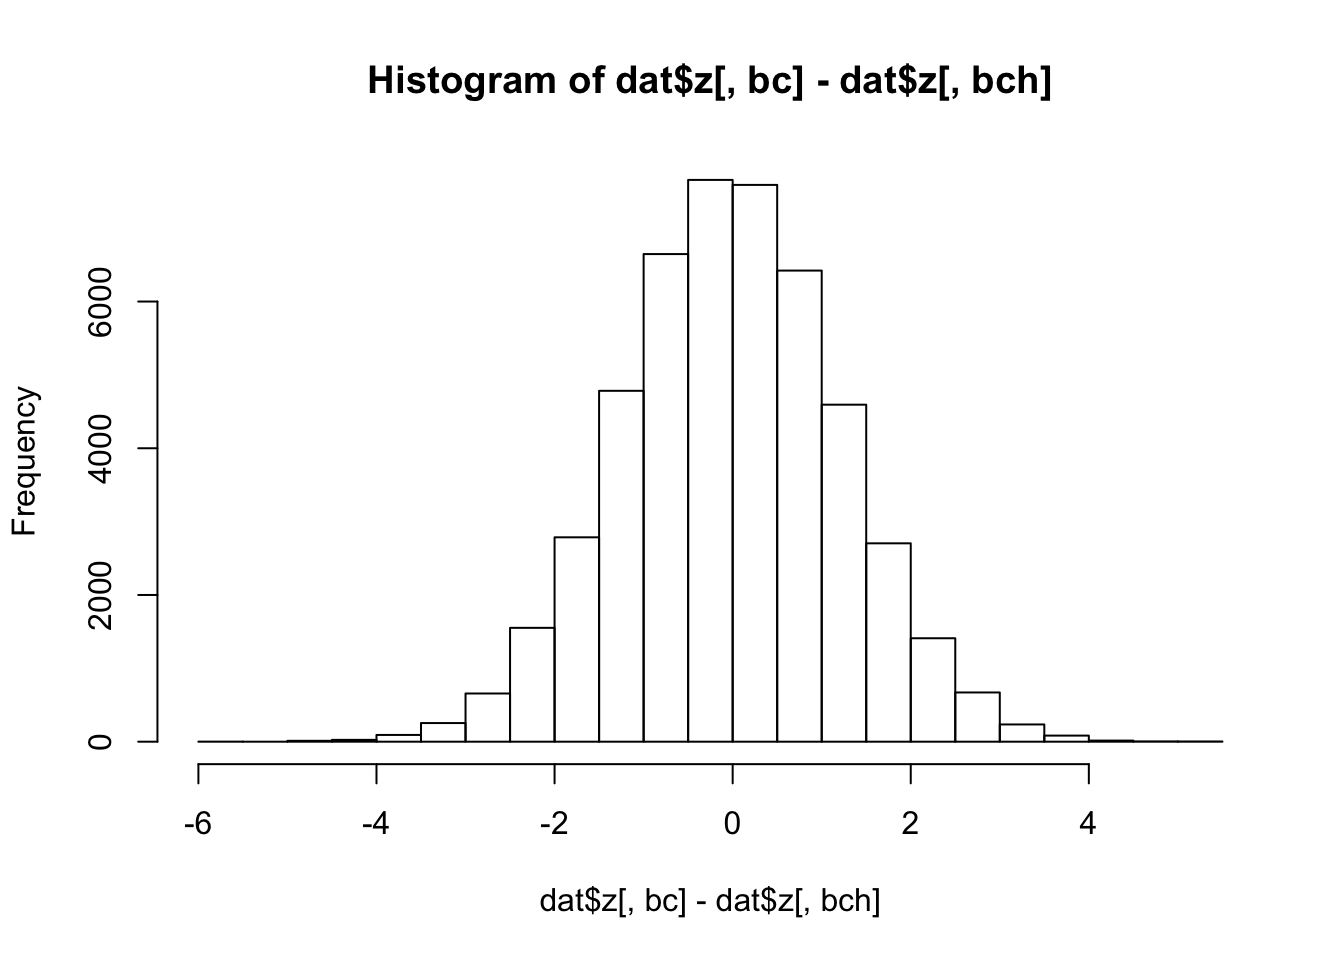 Histogram of dat$z[, bc] - dat$z[, bch]
Frequency
6000
4000
2000
0
-6 -4 -2 0 2 4
dat$z[, bc] - dat$z[, bch]